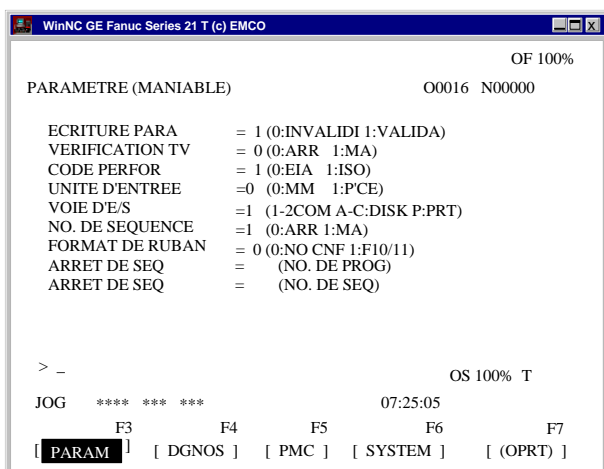 WinNC GE Fanuc Series 21 T (c) EMCO
OF 100%
PARAMETRE (MANIABLE) O0016 N00000
ECRITURE PARA = 1 (0:INVALIDI 1:VALIDA)
VERIFICATION TV = 0 (0:ARR 1:MA)
CODE PERFOR = 1 (0:EIA 1:ISO)
UNITE D'ENTREE =0 (0:MM 1:P'CE)
VOIE D'E/S =1 (1-2COM A-C:DISK P:PRT)
NO. DE SEQUENCE =1 (0:ARR 1:MA)
FORMAT DE RUBAN = 0 (0:NO CNF 1:F10/11)
ARRET DE SEQ = (NO. DE PROG)
ARRET DE SEQ = (NO. DE SEQ)
> _
OS 100% T
JOG **** *** *** 07:25:05
F3 F4 F5 F6 F7
[ PARAM ] [ DGNOS ] [ PMC ] [ SYSTEM ] [ (OPRT) ]